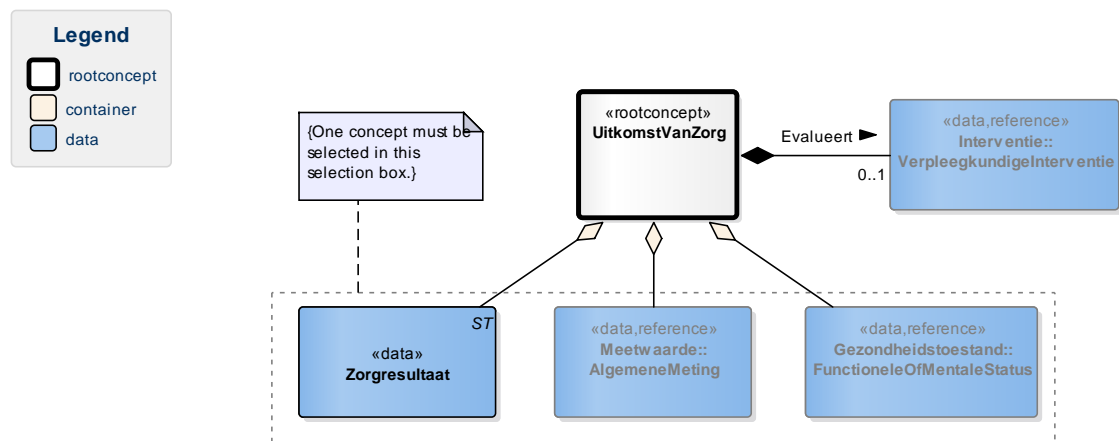 Legend
rootconcept
container
data
{One concept must be
selected in this
selection box.}
«rootconcept»
UitkomstVanZorg
Evalueert
0..1
«data,reference»
Interventie::
VerpleegkundigeInterventie
ST
«data»
Zorgresultaat
«data,reference»
Meetwaarde::
AlgemeneMeting
«data,reference»
Gezondheidstoestand::
FunctioneleOfMentaleStatus